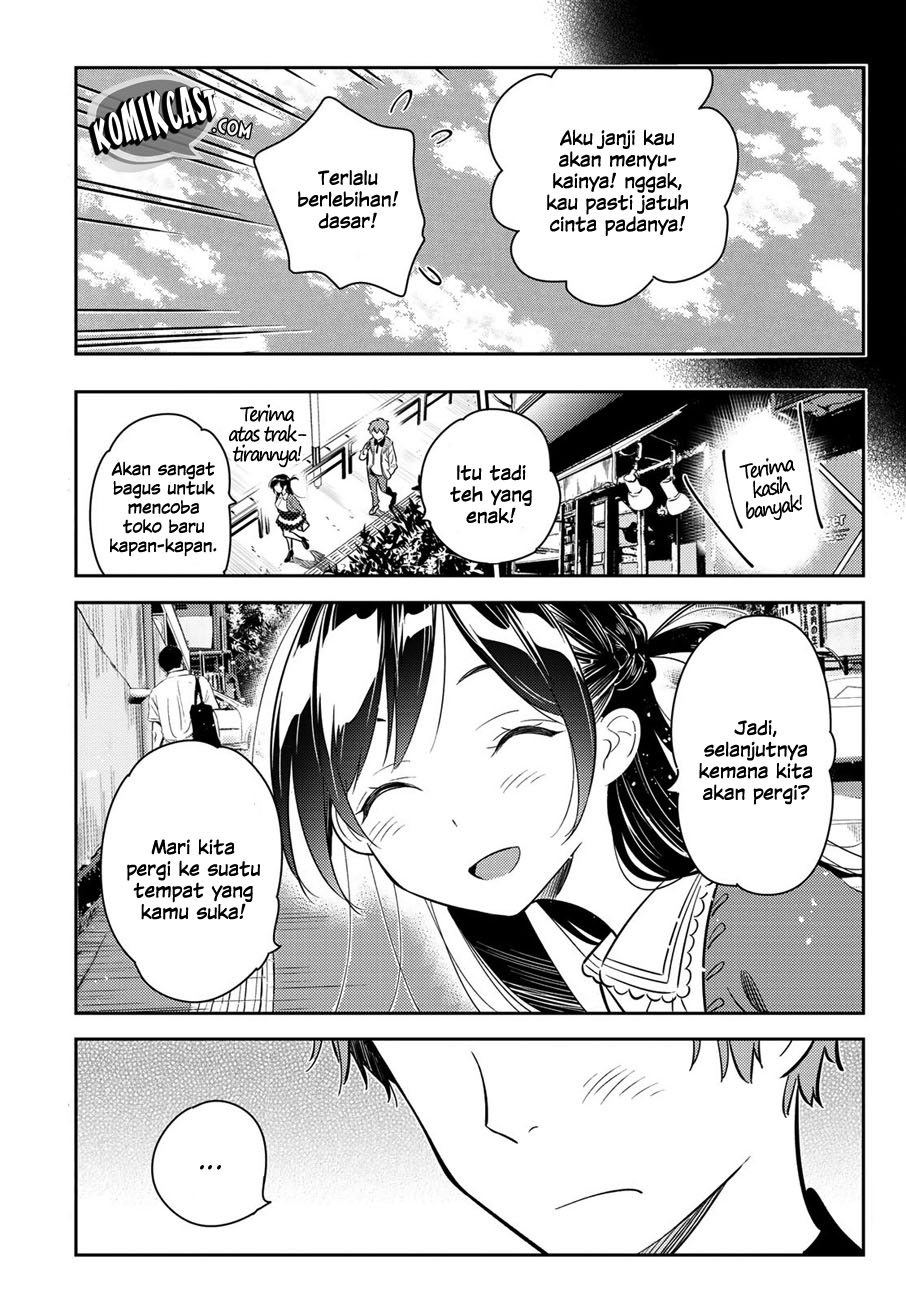 KOMIKCAST
.COM
Aku janji kau
akan menyu-
kainya! nggak,
kau pasti jatuh
cinta padanya!
Terlalu
berlebihan!
dasar!
Terima
kasih
banyak!
Itu tadi
teh yang
enak!
Terima
atas trak-
tirannya!
Akan sangat
bagus untuk
mencoba
toko baru
kapan-kapan.
Jadi,
selanjutnya
kemana kita
akan pergi?
Mari kita
pergi ke suatu
tempat yang
kamu suka!
...